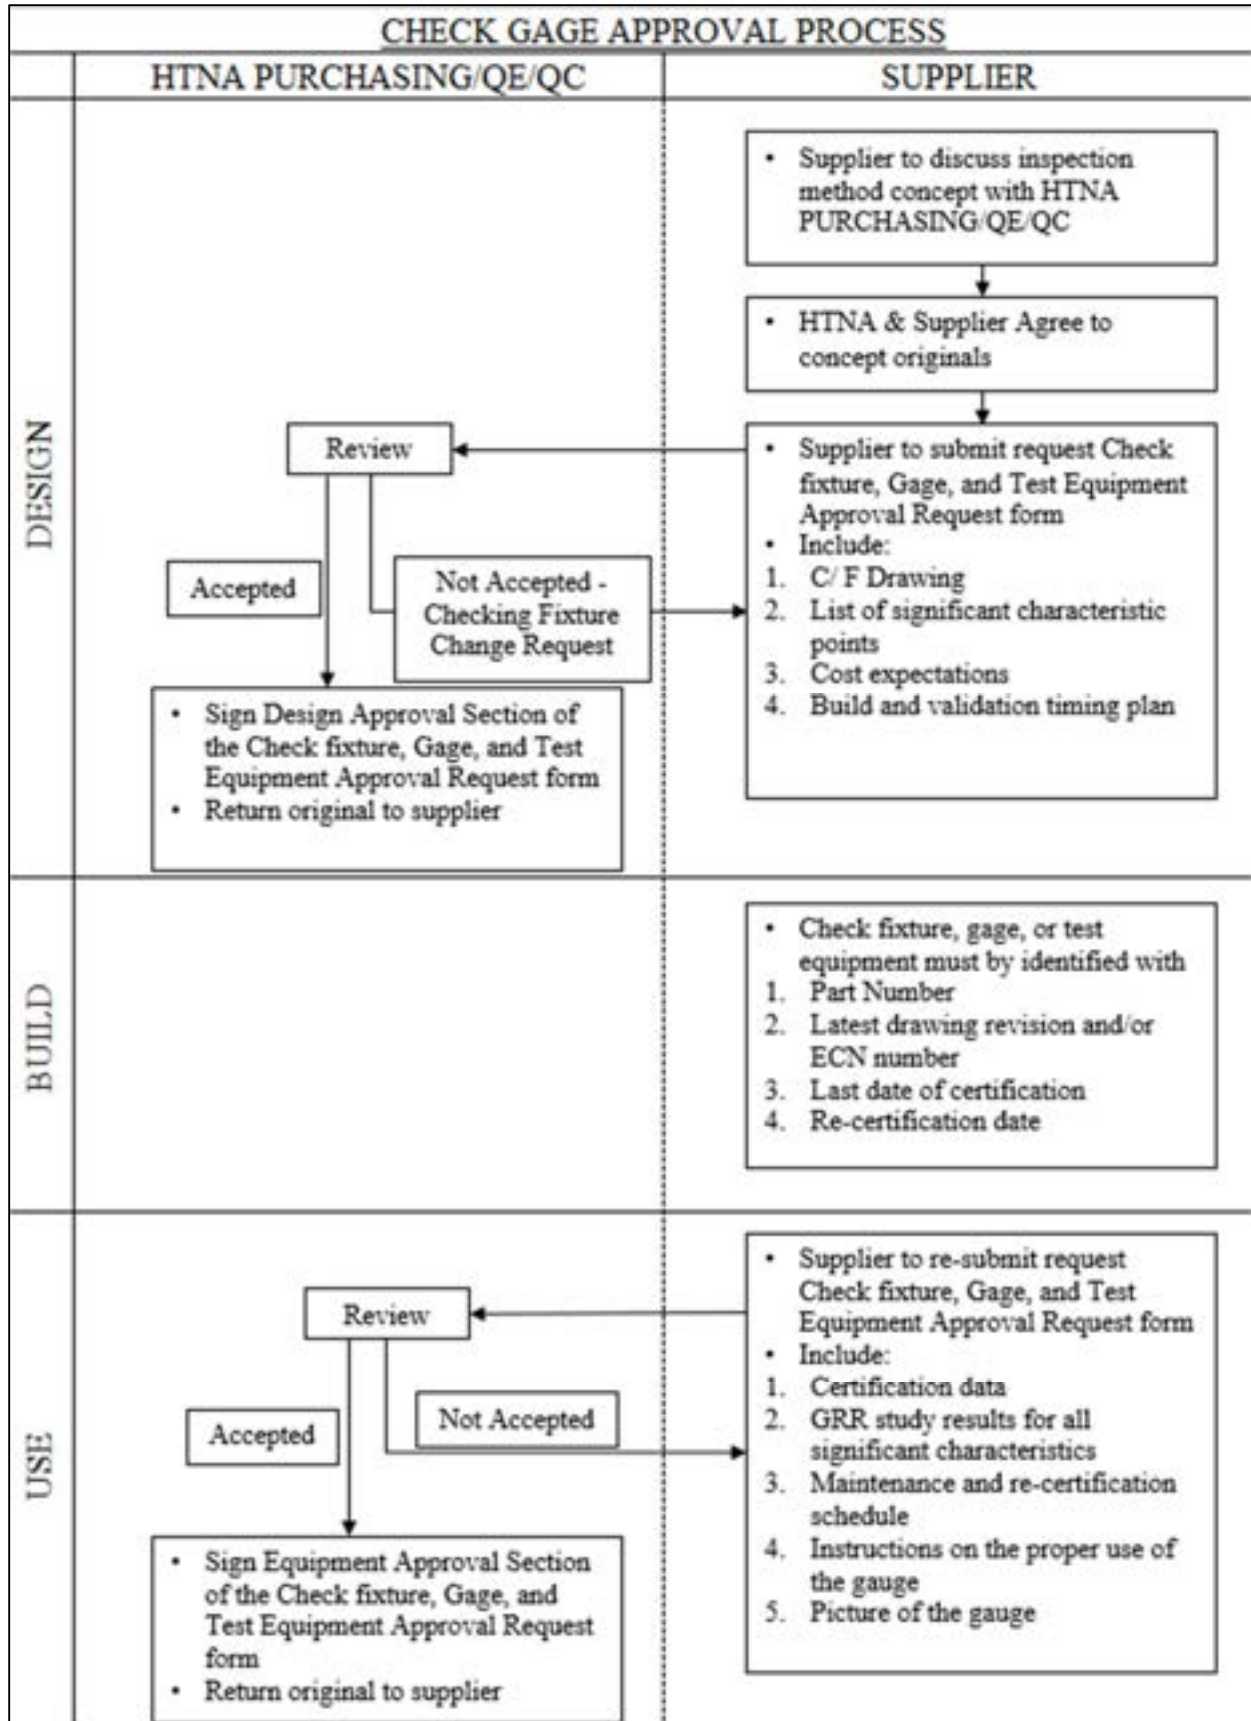 CHECK GAGE APPROVAL PROCESS
HTNA PURCHASING/QE/QC
SUPPLIER
DESIGN
• Supplier to discuss inspection
method concept with HTNA
PURCHASING/QE/QC
• HTNA & Supplier Agree to
concept originals
Review
• Supplier to submit request Check
fixture, Gage, and Test Equipment
Approval Request form
• Include:
1. C/ F Drawing
2. List of significant characteristic
points
3. Cost expectations
4. Build and validation timing plan
Accepted
Not Accepted -
Checking Fixture
Change Request
• Sign Design Approval Section of
the Check fixture, Gage, and Test
Equipment Approval Request form
• Return original to supplier
BUILD
• Check fixture, gage, or test
equipment must by identified with
1. Part Number
2. Latest drawing revision and/or
ECN number
3. Last date of certification
4. Re-certification date
USE
• Supplier to re-submit request
Check fixture, Gage, and Test
Equipment Approval Request form
• Include:
1. Certification data
2. GRR study results for all
significant characteristics
3. Maintenance and re-certification
schedule
4. Instructions on the proper use of
the gauge
5. Picture of the gauge
Review
Accepted
Not Accepted
• Sign Equipment Approval Section
of the Check fixture, Gage, and
Test Equipment Approval Request
form
• Return original to supplier